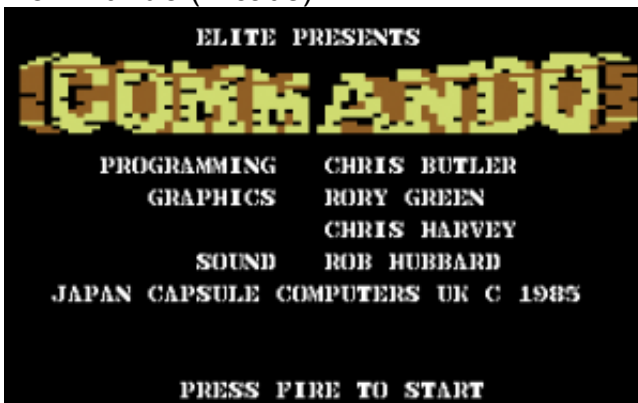 ELITE PRESENTS
COMMANDO
PROGRAMMING CHRIS BUTLER
GRAPHICS RORY GREEN
CHRIS HARVEY
SOUND ROB HUBBARD
JAPAN CAPSULE COMPUTERS UK C 1985
PRESS FIRE TO START